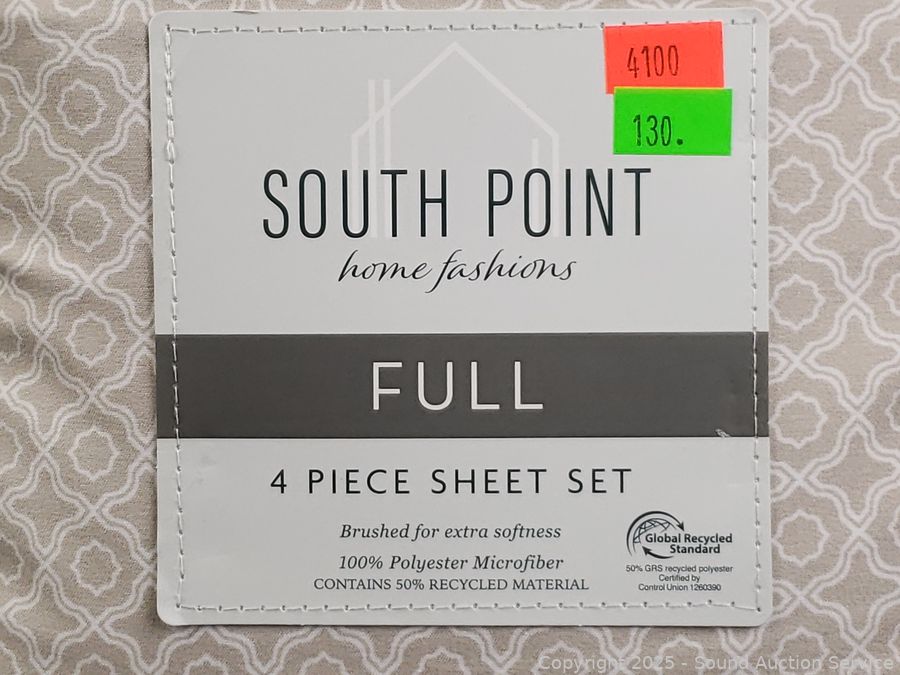 4100
130.
SOUTH POINT
home fashions
FULL
4 PIECE SHEET SET
Brushed for extra softness
100% Polyester Microfiber
CONTAINS 50% RECYCLED MATERIAL
Global Recycled
Standard
50% GRS recycled polyester
Certified by
Control Union 1260390
Copyright 2025 - Sound Auction Service